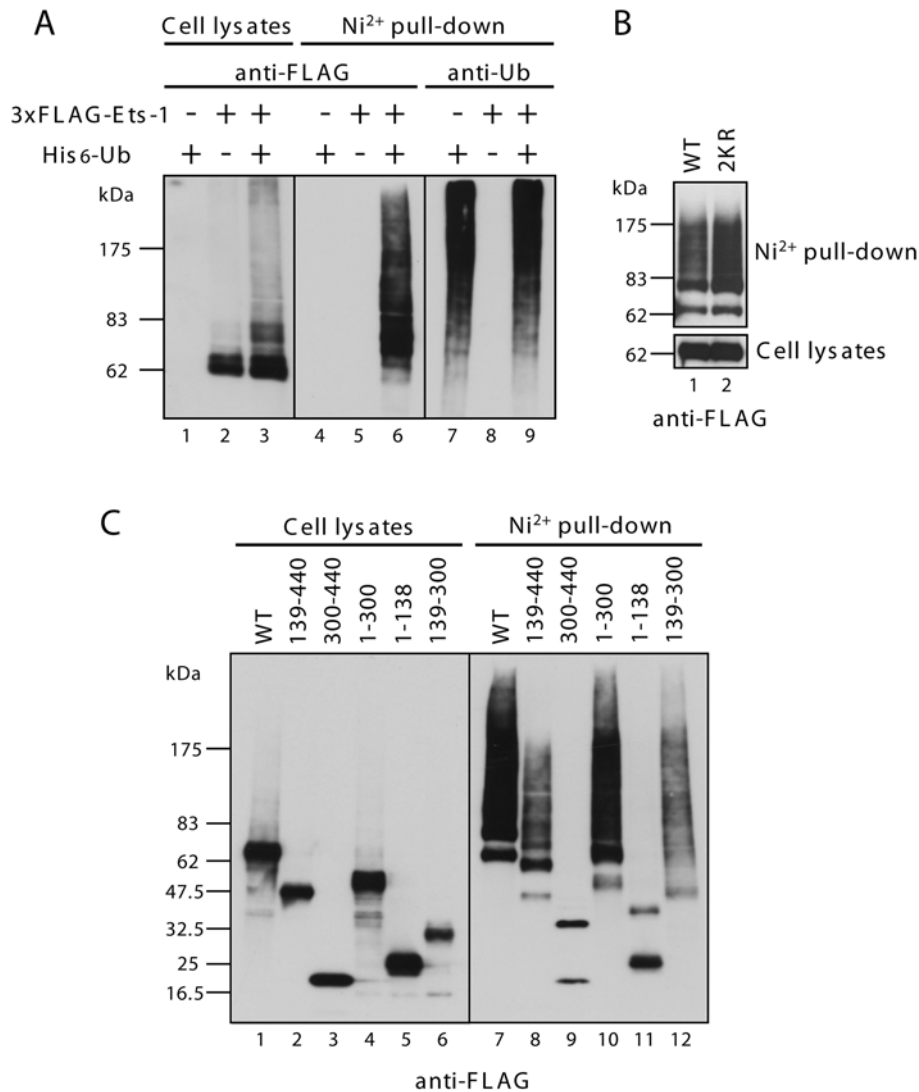 A
Cell lysates Ni2+ pull-down
anti-FLAG anti-Ub
3xFLAG-Ets-1 - + + - + + - + +
His6-Ub + - + + - + + - +
kDa
175
83
62
1 2 3 4 5 6 7 8 9
B
WT 2KR
kDa
175
83
62
Ni2+ pull-down
62 Cell lysates
1 2
anti-FLAG
C
Cell lysates Ni2+ pull-down
WT 139-440 300-440 1-300 1-138 139-300 WT 139-440 300-440 1-300 1-138 139-300
kDa
175
83
62
47.5
32.5
25
16.5
1 2 3 4 5 6 7 8 9 10 11 12
anti-FLAG